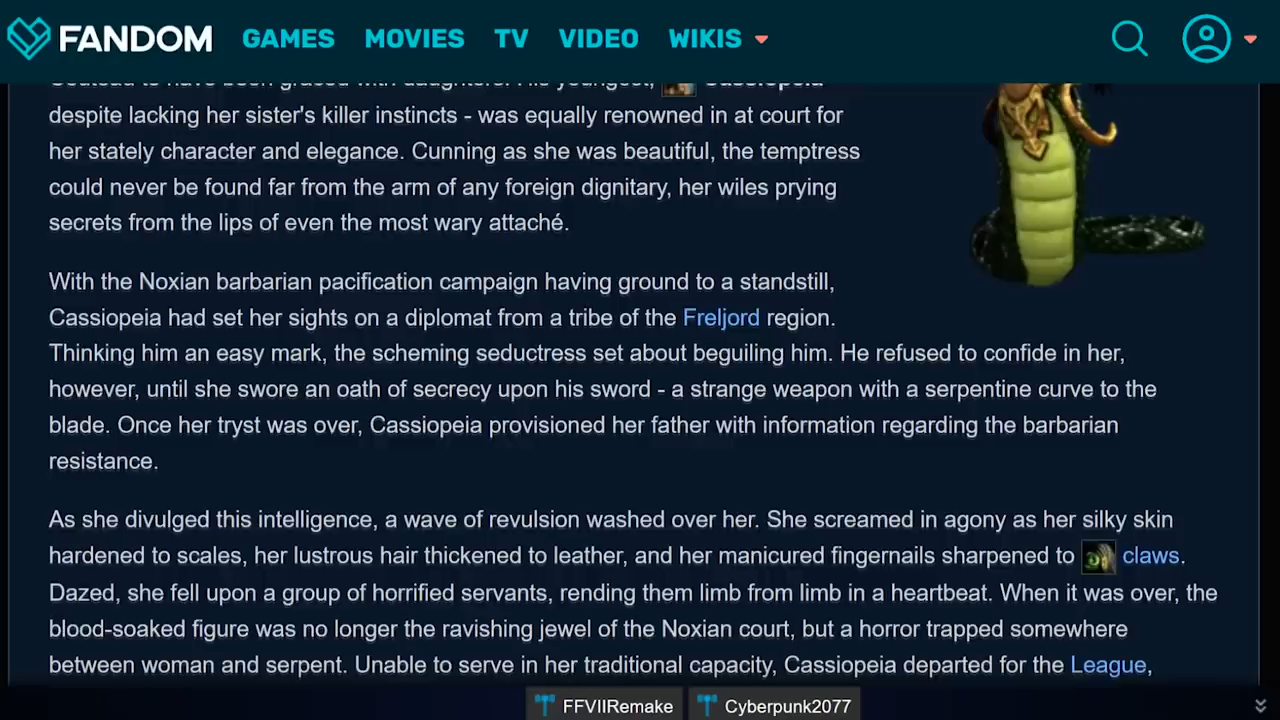 FANDOM GAMES MOVIES TV VIDEO WIKIS
despite lacking her sister's killer instincts - was equally renowned in at court for
her stately character and elegance. Cunning as she was beautiful, the temptress
could never be found far from the arm of any foreign dignitary, her wiles prying
secrets from the lips of even the most wary attaché.
With the Noxian barbarian pacification campaign having ground to a standstill,
Cassiopeia had set her sights on a diplomat from a tribe of the Freljord region.
Thinking him an easy mark, the scheming seductress set about beguiling him. He refused to confide in her,
however, until she swore an oath of secrecy upon his sword - a strange weapon with a serpentine curve to the
blade. Once her tryst was over, Cassiopeia provisioned her father with information regarding the barbarian
resistance.
As she divulged this intelligence, a wave of revulsion washed over her. She screamed in agony as her silky skin
hardened to scales, her lustrous hair thickened to leather, and her manicured fingernails sharpened to claws.
Dazed, she fell upon a group of horrified servants, rending them limb from limb in a heartbeat. When it was over, the
blood-soaked figure was no longer the ravishing jewel of the Noxian court, but a horror trapped somewhere
between woman and serpent. Unable to serve in her traditional capacity, Cassiopeia departed for the League,
FFVIIRemake Cyberpunk2077